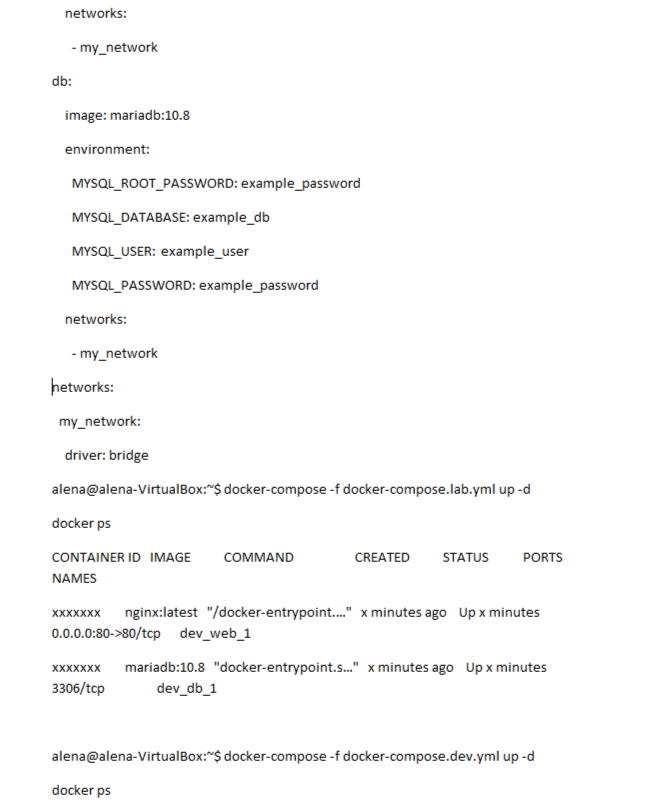 networks:
- my_network
db:
image: mariadb:10.8
environment:
MYSQL_ROOT_PASSWORD: example_password
MYSQL_DATABASE: example_db
MYSQL_USER: example_user
MYSQL_PASSWORD: example_password
networks:
- my_network
networks:
my_network:
driver: bridge
alena@alena-VirtualBox:~$ docker-compose -f docker-compose.lab.yml up -d
docker ps
CONTAINER ID IMAGE COMMAND CREATED STATUS PORTS
NAMES
xxxxxxx nginx:latest "/docker-entrypoint.…" x minutes ago Up x minutes
0.0.0.0:80->80/tcp dev_web_1
xxxxxxx mariadb:10.8 "docker-entrypoint.s…" x minutes ago Up x minutes
3306/tcp dev_db_1
alena@alena-VirtualBox:~$ docker-compose -f docker-compose.dev.yml up -d
docker ps